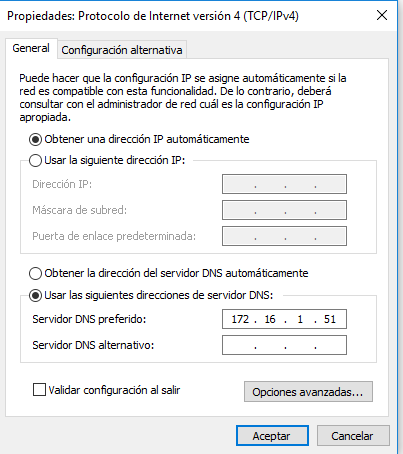 Propiedades: Protocolo de Internet versión 4 (TCP/IPv4)
General
Configuración alternativa
Puede hacer que la configuración IP se asigne automáticamente si la
red es compatible con esta funcionalidad. De lo contrario, deberá
consultar con el administrador de red cuál es la configuración IP
apropiada.
Obtener una dirección IP automáticamente
Usar la siguiente dirección IP:
Dirección IP:
. . .
Máscara de subred:
. . .
Puerta de enlace predeterminada:
. . .
Obtener la dirección del servidor DNS automáticamente
Usar las siguientes direcciones de servidor DNS:
Servidor DNS preferido:
172 . 16 . 1 . 51
Servidor DNS alternativo:
. . .
Validar configuración al salir
Opciones avanzadas...
Aceptar
Cancelar